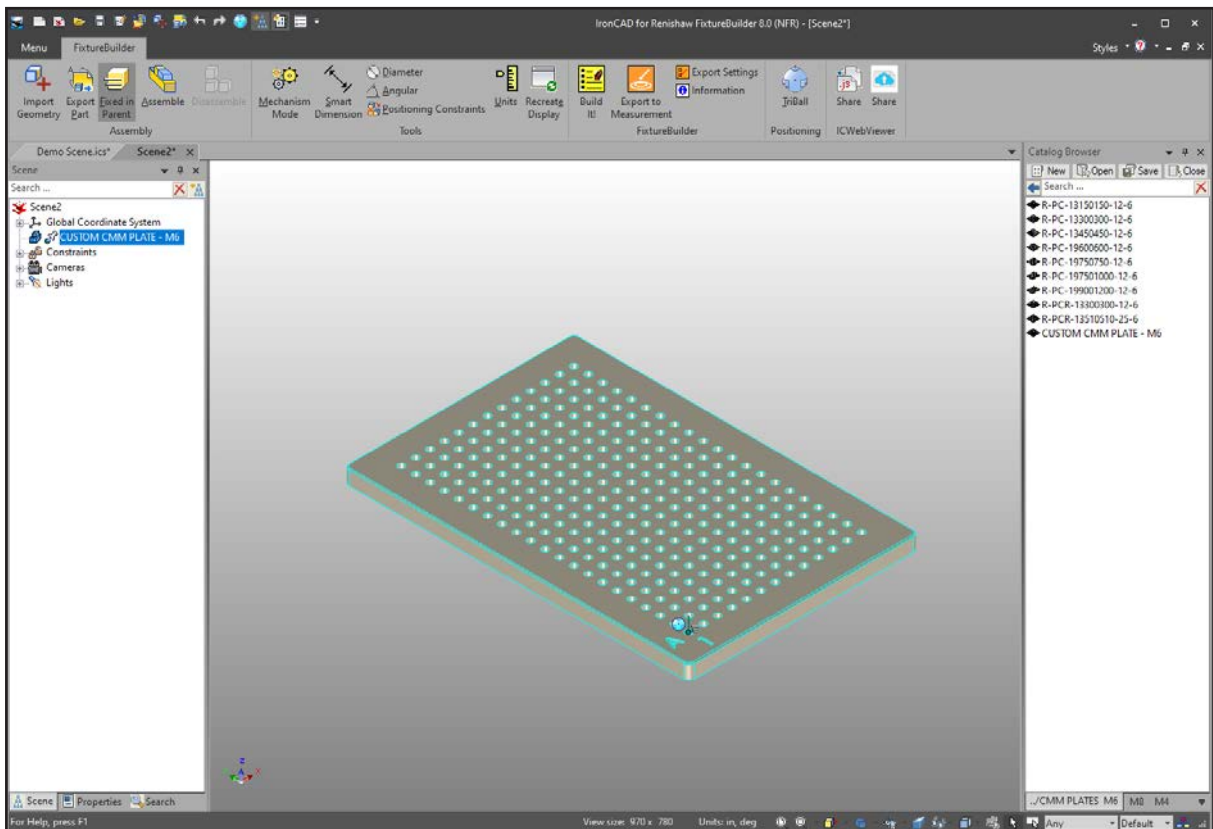 IronCAD for Renishaw FixtureBuilder 8.0 (NFR) - [Scene2*]
Menu FixtureBuilder Styles
Import Geometry
Export Part
Fixed in Parent
Assemble
Disassemble
Assembly
Mechanism Mode
Smart Dimension
Diameter
Angular
Positioning Constraints
Units
Recreate Display
Tools
Build It!
Export to Measurement
Export Settings
Information
FixtureBuilder
TriBall
Positioning
Share Share
ICWebViewer
Demo Scene.ics* Scene2*
Scene
Search ...
Scene2
Global Coordinate System
CUSTOM CMM PLATE - M6
Constraints
Cameras
Lights
A 1
Z
X
Catalog Browser
New Open Save Close
Search ...
R-PC-13150150-12-6
R-PC-13300300-12-6
R-PC-13450450-12-6
R-PC-19600600-12-6
R-PC-19750750-12-6
R-PC-197501000-12-6
R-PC-199001200-12-6
R-PCR-13300300-12-6
R-PCR-13510510-25-6
CUSTOM CMM PLATE - M6
Scene Properties Search
../CMM PLATES M6 M8 M4
For Help, press F1 View size: 970 x 780 Units: in, deg Any Default